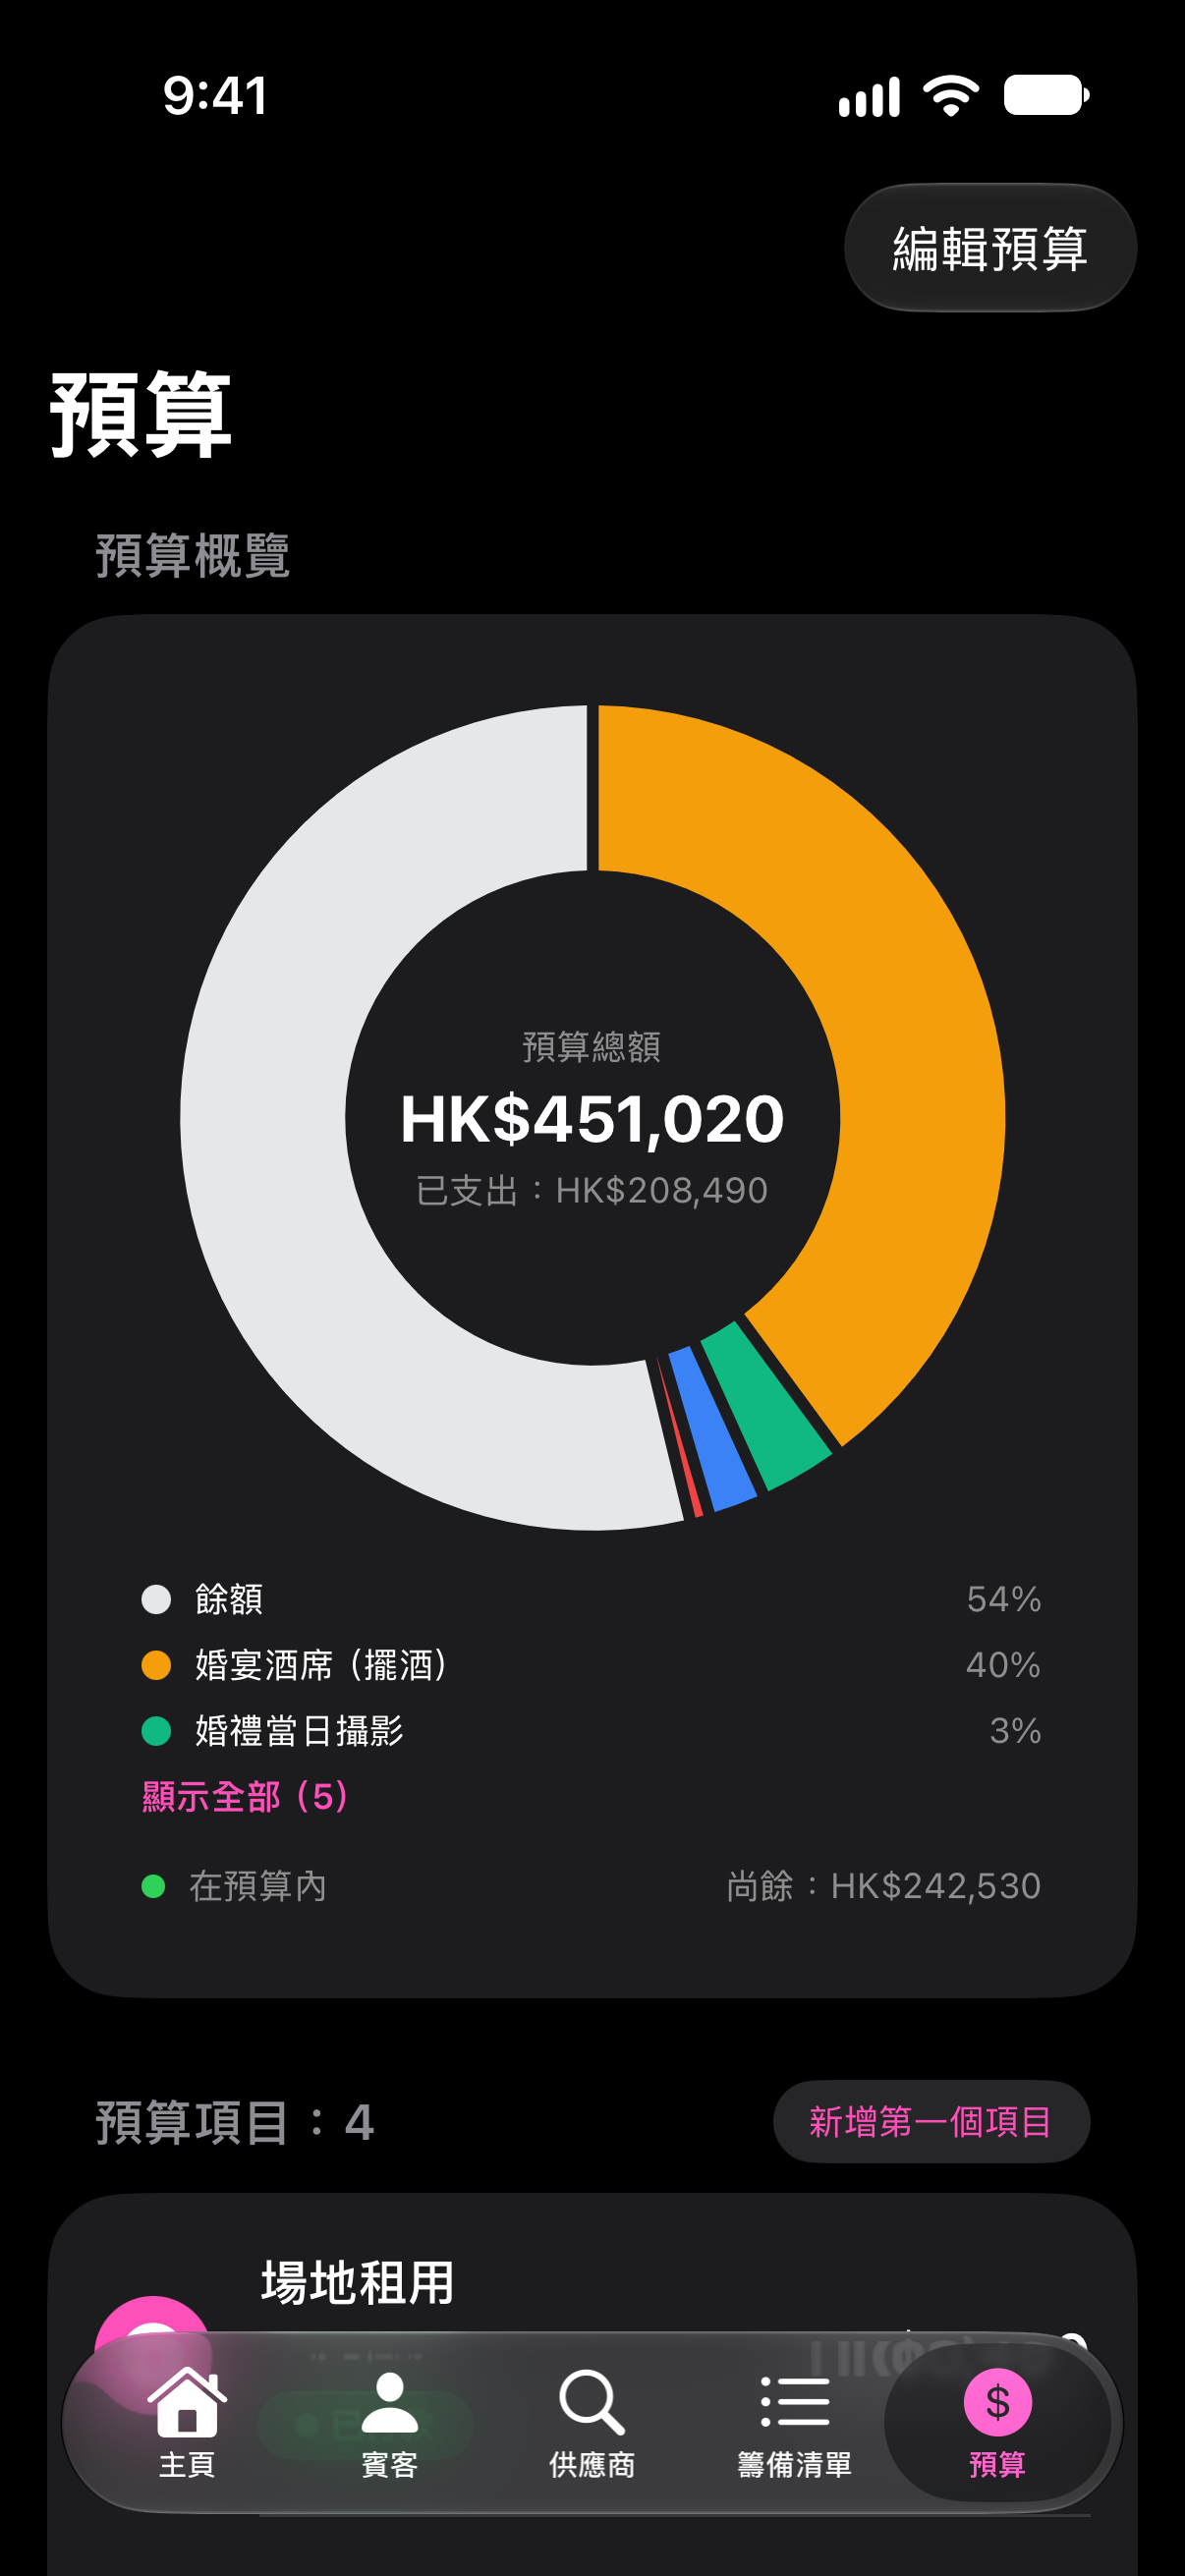 9:41
編輯預算
預算
預算概覽
預算總額
HK$451,020
已支出：HK$208,490
餘額 54%
婚宴酒席（擺酒） 40%
婚禮當日攝影 3%
顯示全部（5）
在預算內 尚餘：HK$242,530
預算項目：4 新增第一個項目
場地租用
主頁 賓客 供應商 籌備清單 預算